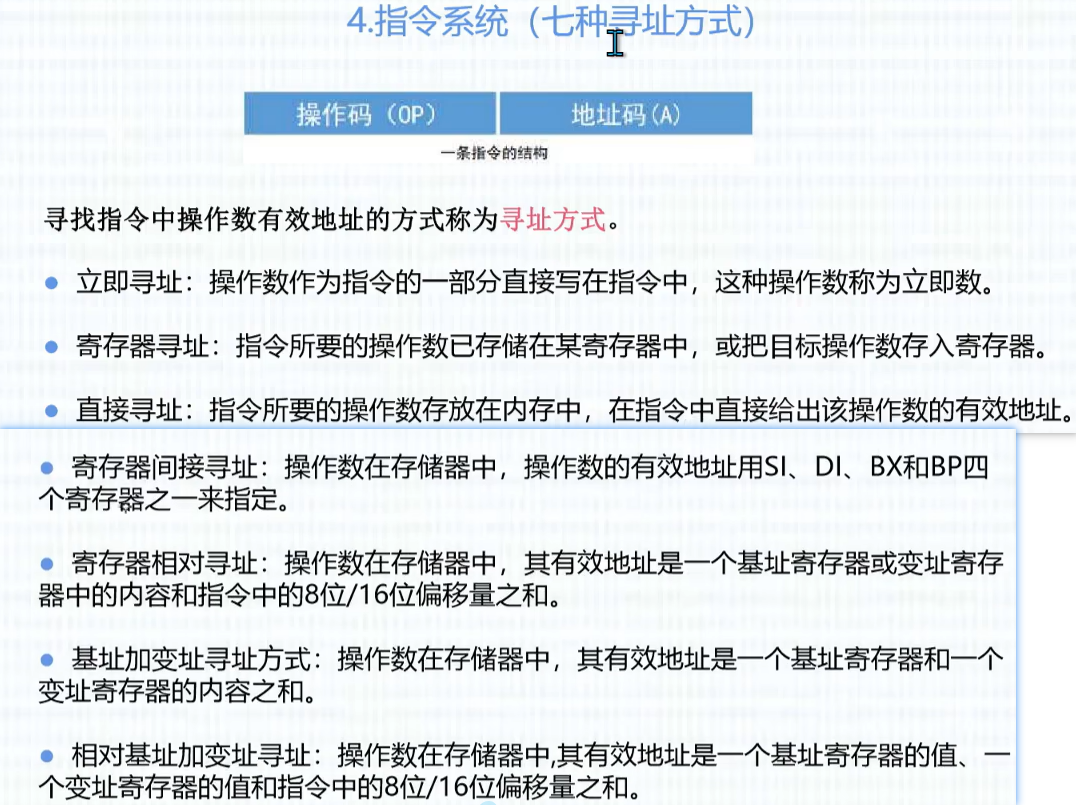 4.指令系统（七种寻址方式）
操作码（OP） 地址码(A)
一条指令的结构
寻找指令中操作数有效地址的方式称为寻址方式。
● 立即寻址：操作数作为指令的一部分直接写在指令中，这种操作数称为立即数。
● 寄存器寻址：指令所要的操作数已存储在某寄存器中，或把目标操作数存入寄存器。
● 直接寻址：指令所要的操作数存放在内存中，在指令中直接给出该操作数的有效地址。
● 寄存器间接寻址：操作数在存储器中，操作数的有效地址用SI、DI、BX和BP四
个寄存器之一来指定。
● 寄存器相对寻址：操作数在存储器中，其有效地址是一个基址寄存器或变址寄存
器中的内容和指令中的8位/16位偏移量之和。
● 基址加变址寻址方式：操作数在存储器中，其有效地址是一个基址寄存器和一个
变址寄存器的内容之和。
● 相对基址加变址寻址：操作数在存储器中,其有效地址是一个基址寄存器的值、一
个变址寄存器的值和指令中的8位/16位偏移量之和。